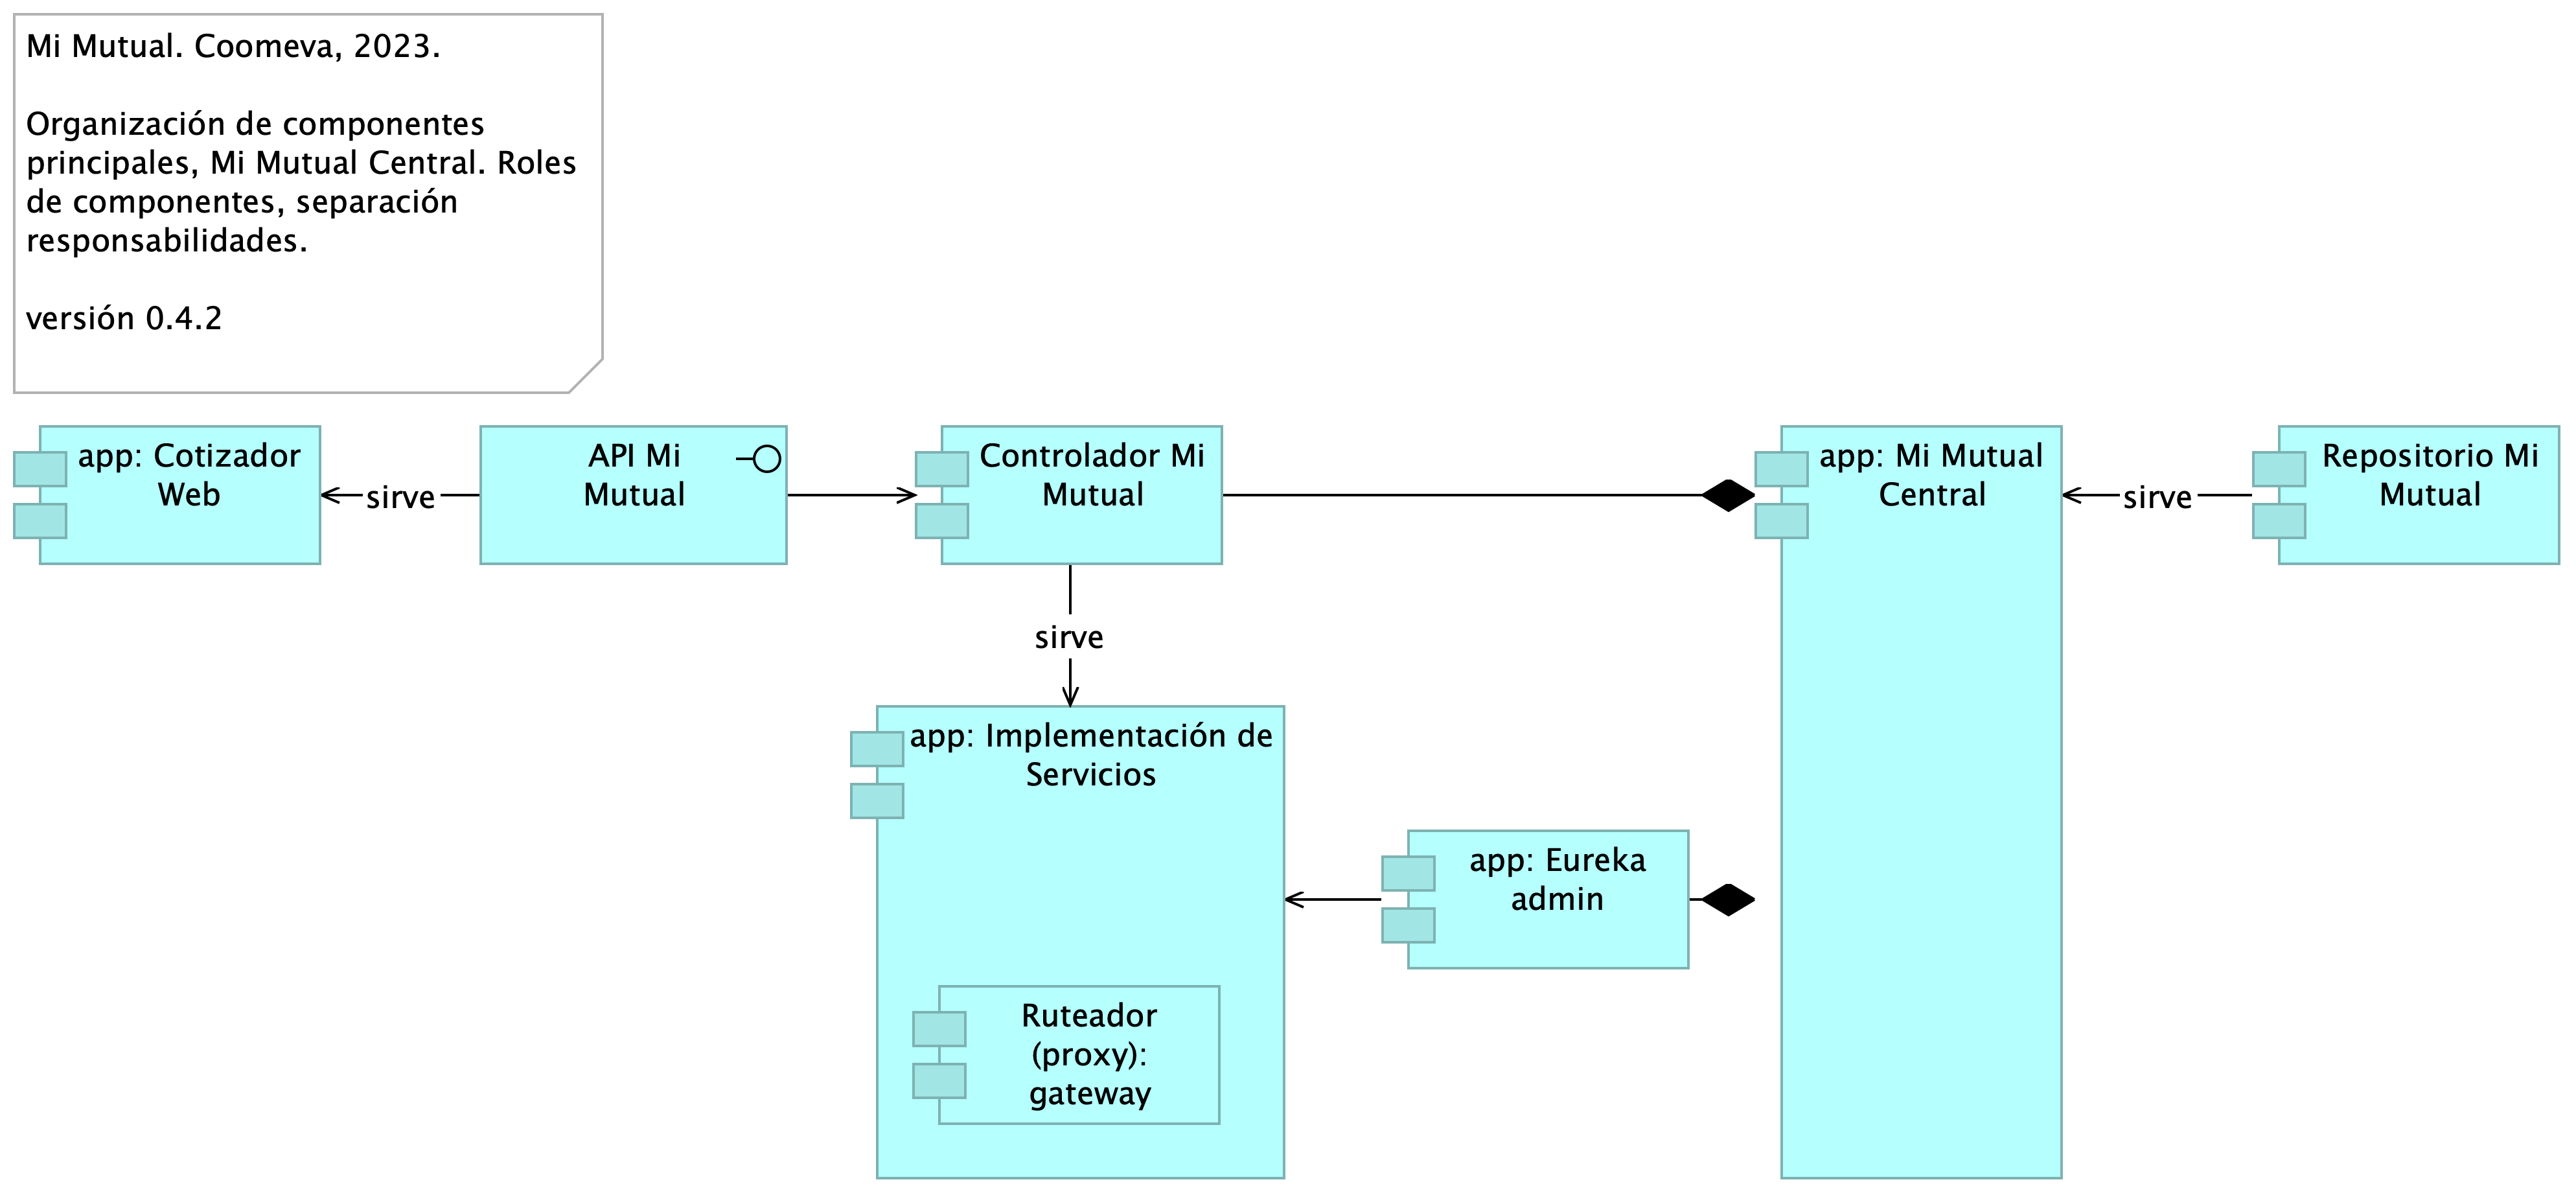 Mi Mutual. Coomeva, 2023.
Organización de componentes
principales, Mi Mutual Central. Roles
de componentes, separación
responsabilidades.
versión 0.4.2
app: Cotizador
Web
sirve
API Mi
Mutual
Controlador Mi
Mutual
app: Mi Mutual
Central
sirve
Repositorio Mi
Mutual
sirve
app: Implementación de
Servicios
app: Eureka
admin
Ruteador
(proxy):
gateway